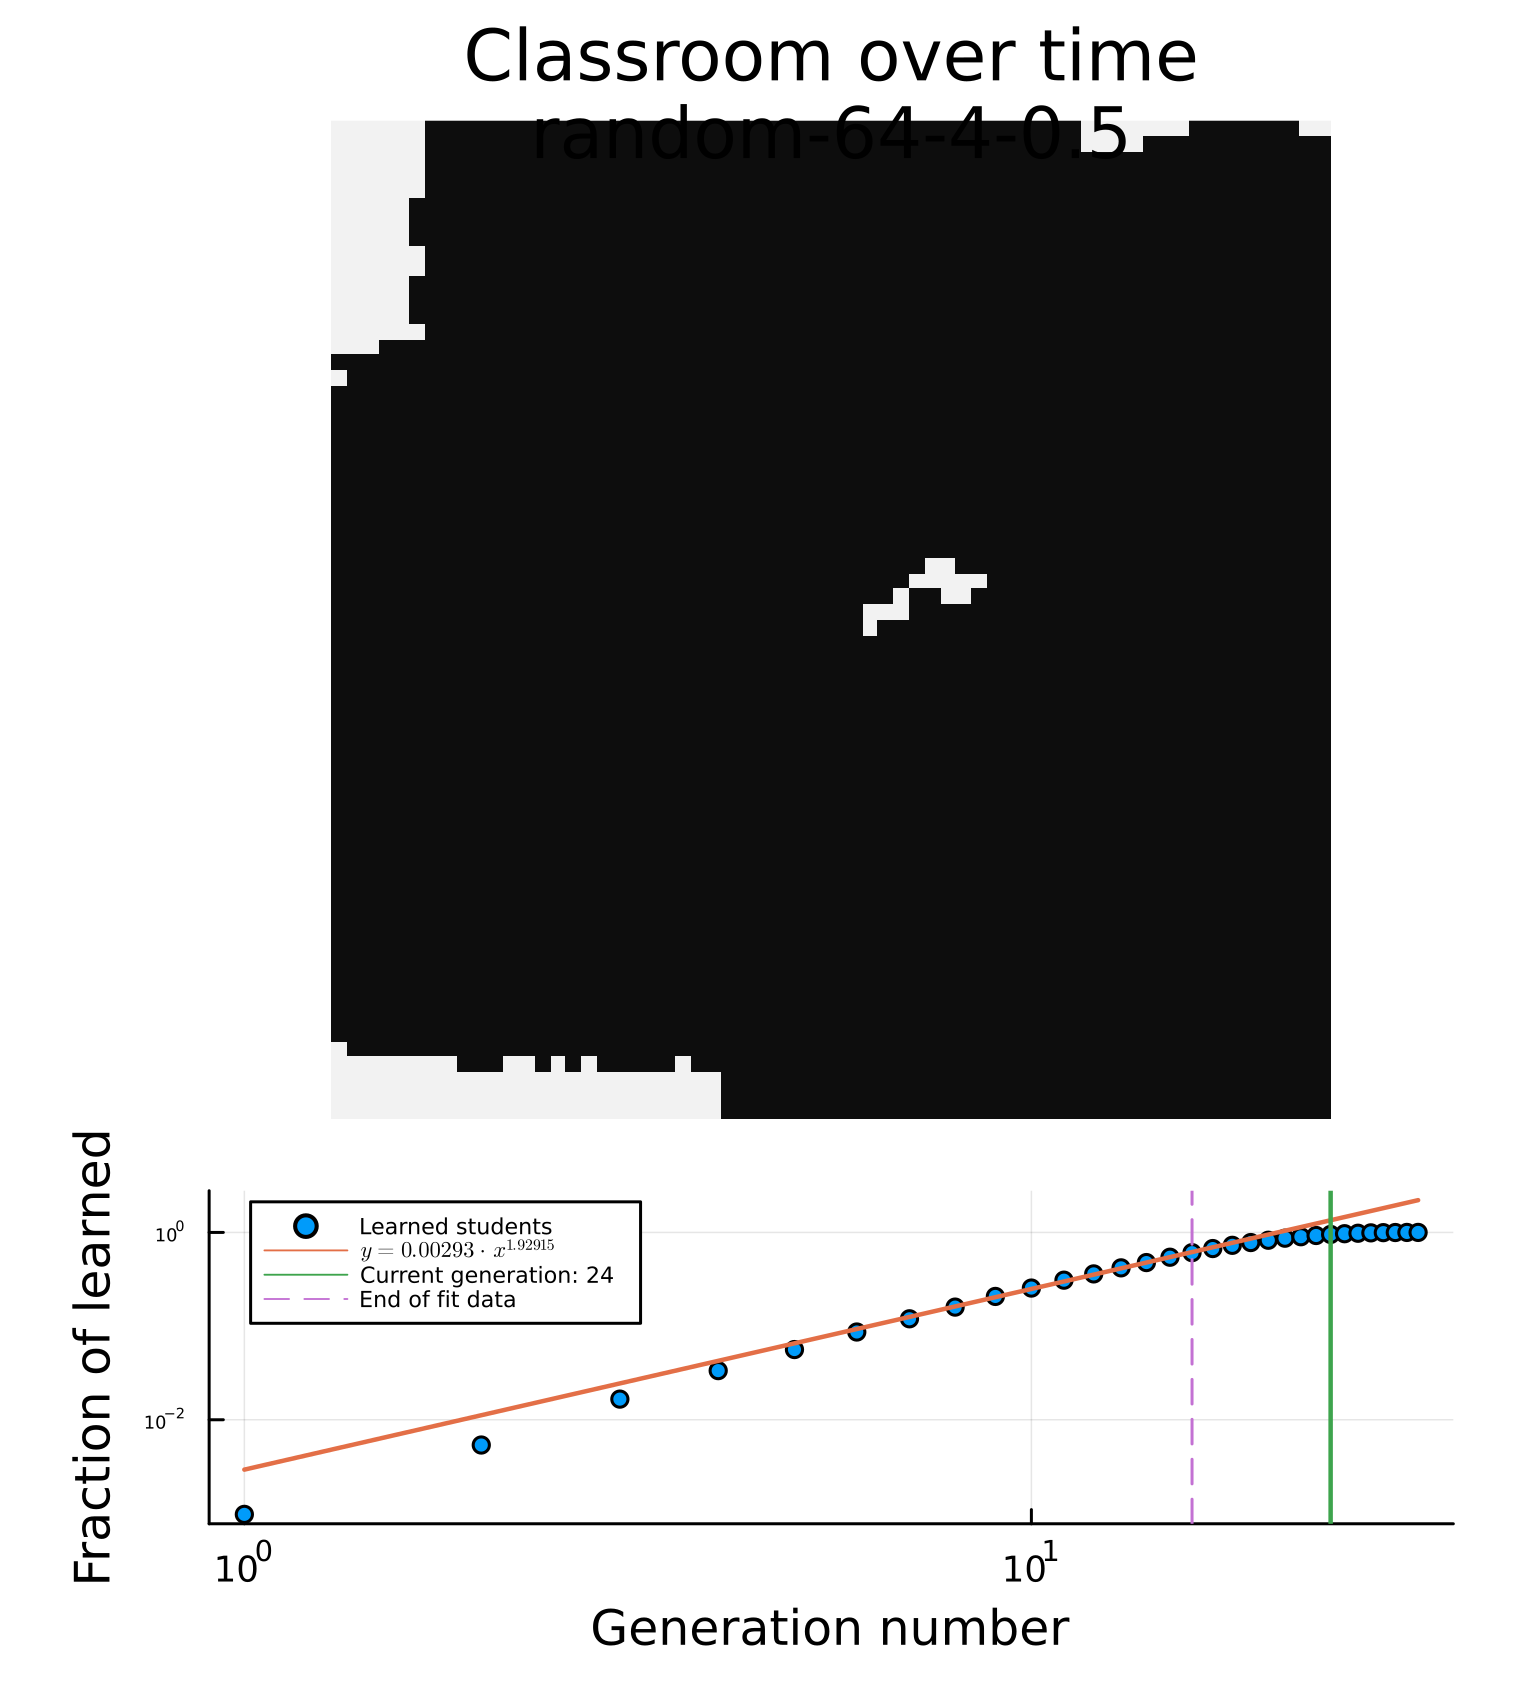 Classroom over time
random-64-4-0.5
Fraction of learned
10⁰
10⁻²
Learned students
y = 0.00293 · x^1.92915
Current generation: 24
End of fit data
10⁰
10¹
Generation number